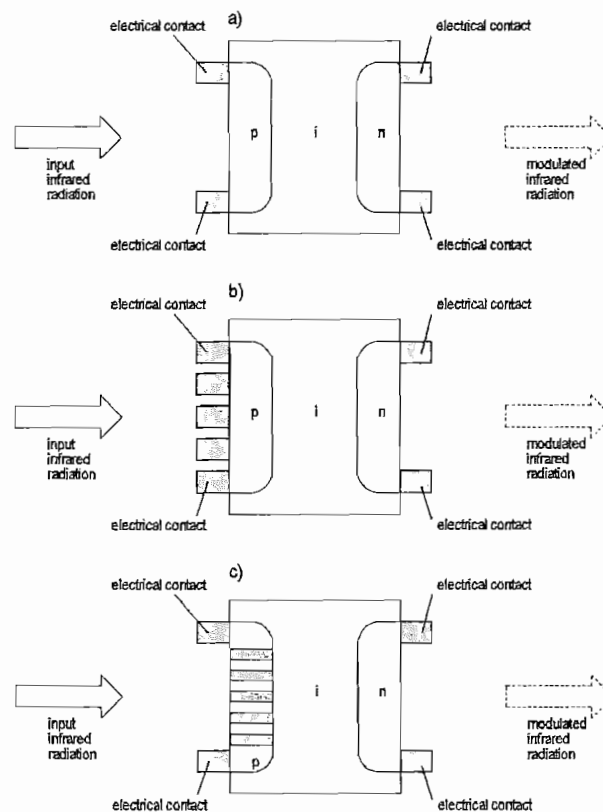 a)
electrical contact
electrical contact
p
i
n
input
infrared
radiation
modulated
infrared
radiation
electrical contact
electrical contact
b)
electrical contact
electrical contact
p
i
n
input
infrared
radiation
modulated
infrared
radiation
electrical contact
electrical contact
c)
electrical contact
electrical contact
i
n
input
infrared
radiation
modulated
infrared
radiation
p
electrical contact
electrical contact